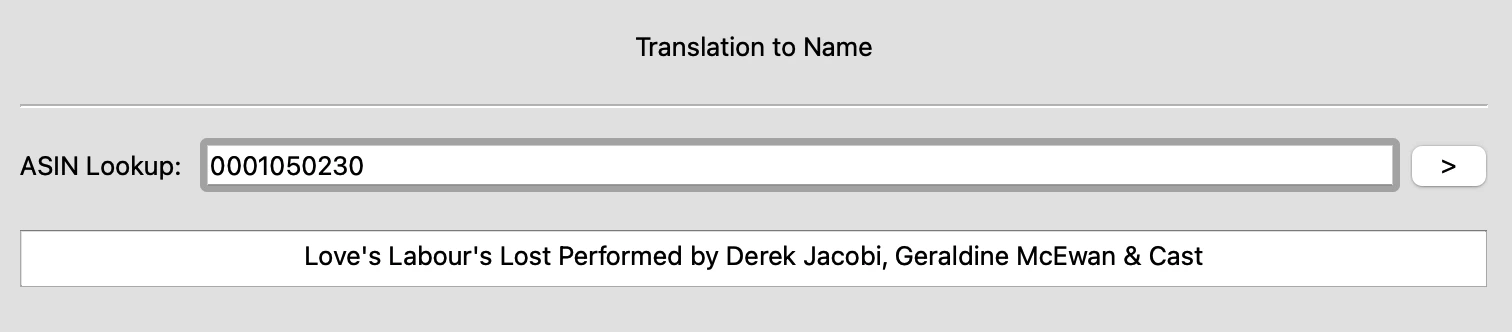 Translation to Name
ASIN Lookup: 0001050230 >
Love's Labour's Lost Performed by Derek Jacobi, Geraldine McEwan & Cast